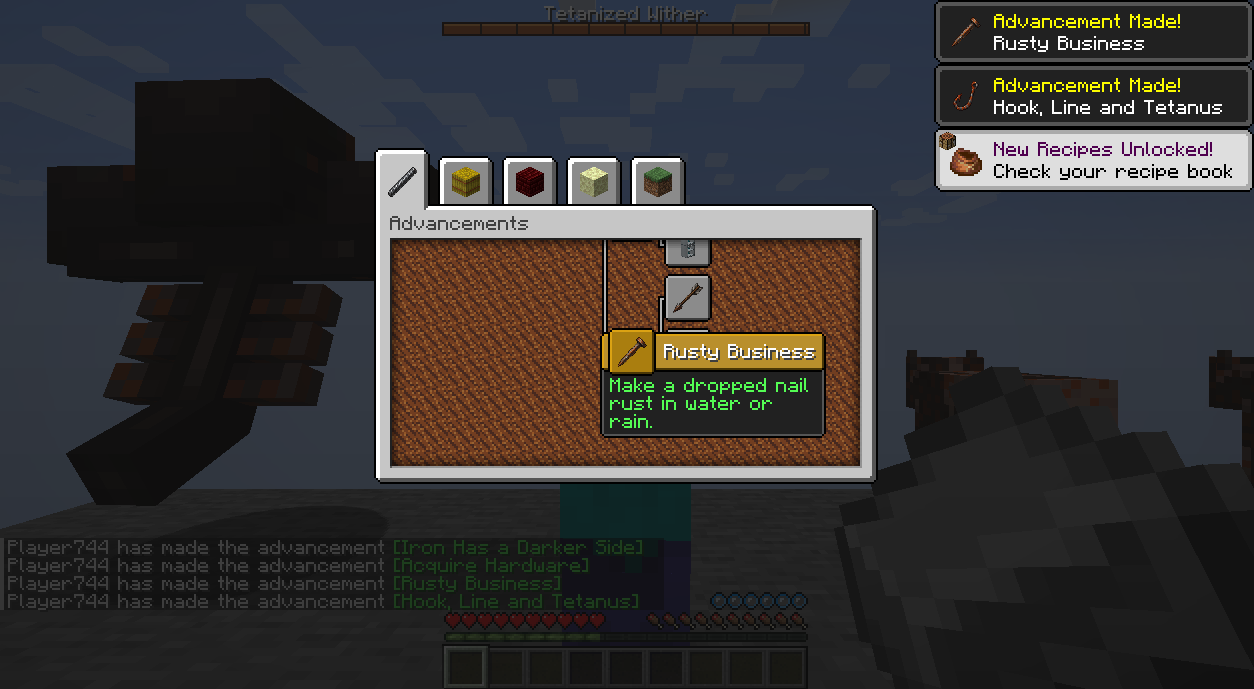 Tetanized Wither
Advancement Made!
Rusty Business
Advancement Made!
Hook, Line and Tetanus
New Recipes Unlocked!
Check your recipe book
Advancements
Rusty Business
Make a dropped nail
rust in water or
rain.
Player744 has made the advancement [Iron Has a Darker Side]
Player744 has made the advancement [Acquire Hardware]
Player744 has made the advancement [Rusty Business]
Player744 has made the advancement [Hook, Line and Tetanus]